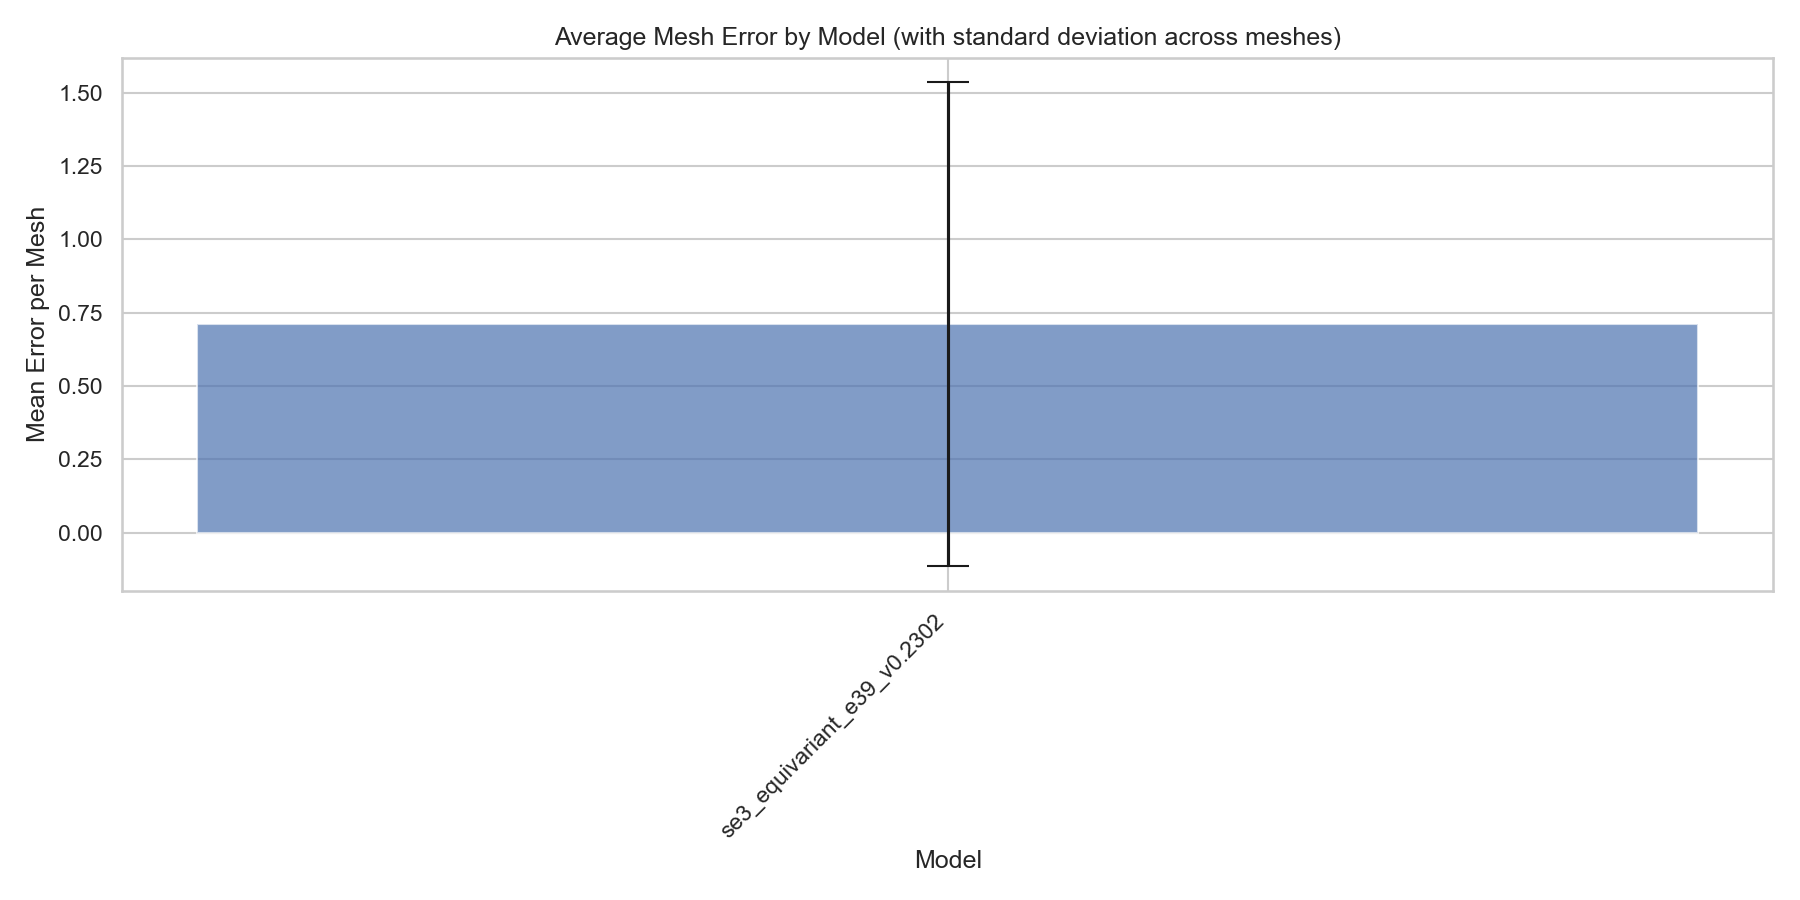 Average Mesh Error by Model (with standard deviation across meshes)
Mean Error per Mesh
1.50
1.25
1.00
0.75
0.50
0.25
0.00
se3_equivariant_e39_v0.2302
Model